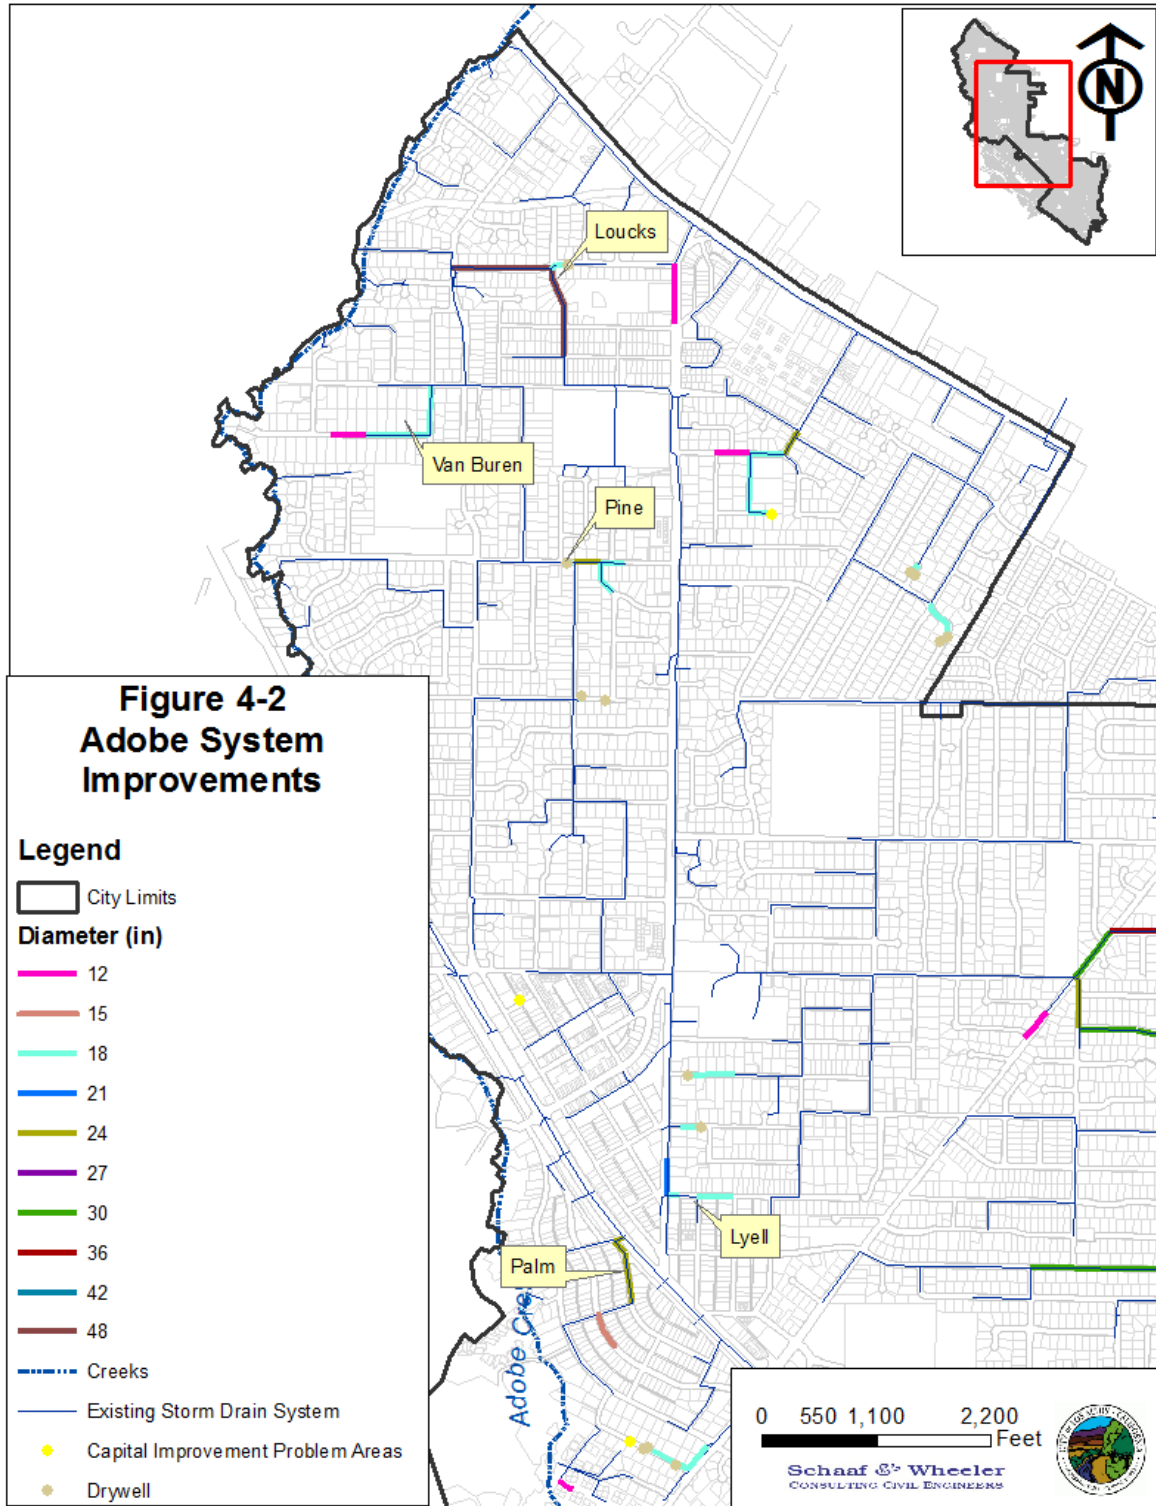 N
Loucks
Van Buren
Pine
Figure 4-2
Adobe System
Improvements
Legend
City Limits
Diameter (in)
12
15
18
21
24
27
30
36
42
48
Creeks
Existing Storm Drain System
Capital Improvement Problem Areas
Drywell
Lyell
Palm
Adobe Cre
0 550 1,100 2,200
Feet
Schaaf & Wheeler
CONSULTING CIVIL ENGINEERS